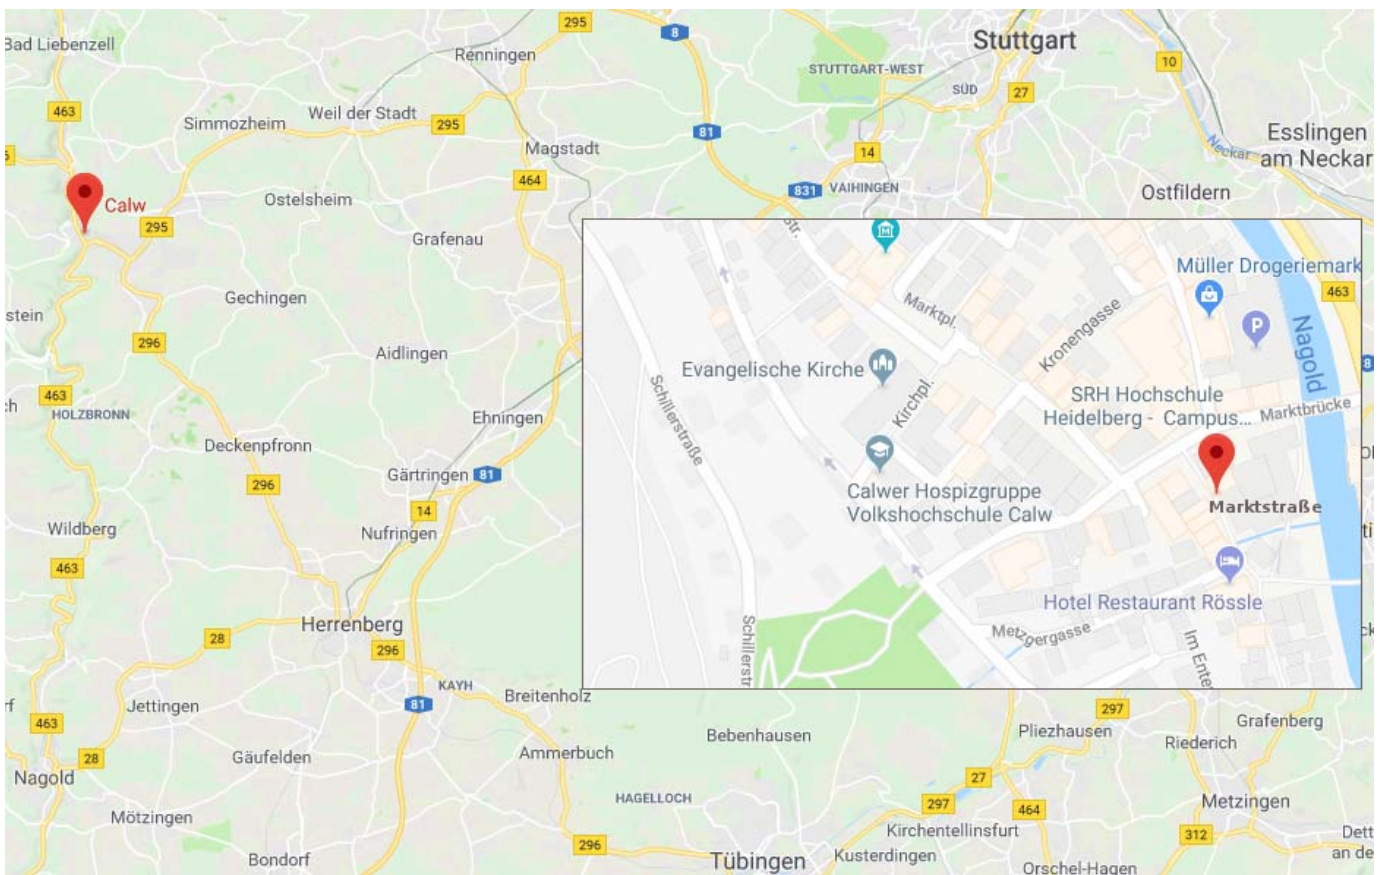 295
8
Stuttgart
Bad Liebenzell
Renningen
10
STUTTGART-WEST
SÜD
27
463
Weil der Stadt
Simmozheim
295
81
Esslingen
am Neckar
Neckar
Magstadt
14
464
831
VAIHINGEN
Ostfildern
Calw
Ostelsheim
295
Grafenau
Gechingen
stein
296
Aidlingen
463
HOLZBRONN
Ehningen
Deckenpfronn
Gärtringen
81
296
14
Wildberg
Nufringen
463
Herrenberg
28
296
KAYH
Breitenholz
81
Jettingen
463
Gäufelden
28
Nagold
Ammerbuch
Bebenhausen
HAGELLOCH
Mötzingen
Bondorf
296
Tübingen
297
Pliezhausen
Grafenberg
Riederich
27
297
464
Metzingen
Kirchentellinsfurt
312
Kusterdingen
Orschel-Hagen
Dett
an de
str.
M
Müller Drogeriemark
463
Marktpl.
Kronengasse
P
Nagold
Evangelische Kirche
Kirchpl.
SRH Hochschule
Heidelberg - Campus...
Marktbrücke
Schillerstraße
Calwer Hospizgruppe
Volkshochschule Calw
Marktstraße
Hotel Restaurant Rössle
Metzgergasse
Im Enter
Schillerstr